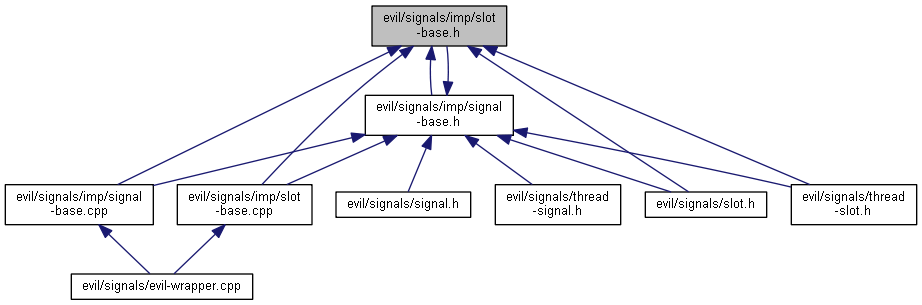 evil/signals/imp/slot
-base.h
evil/signals/imp/signal
-base.h
evil/signals/imp/signal
-base.cpp
evil/signals/imp/slot
-base.cpp
evil/signals/signal.h
evil/signals/thread
-signal.h
evil/signals/slot.h
evil/signals/thread
-slot.h
evil/signals/evil-wrapper.cpp